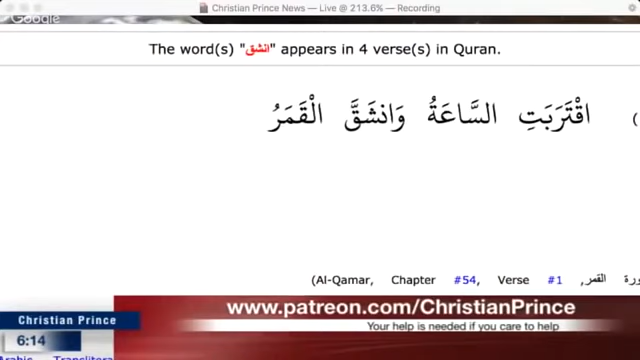 Christian Prince News — Live @ 213.6% — Recording
Google
The word(s) "انشق" appears in 4 verse(s) in Quran.
اقْتَرَبَتِ السَّاعَةُ وَانشَقَّ الْقَمَرُ
(Al-Qamar, Chapter #54, Verse #1 ,القمر
www.patreon.com/ChristianPrince
Christian Prince
Your help is needed if you care to help
6:14